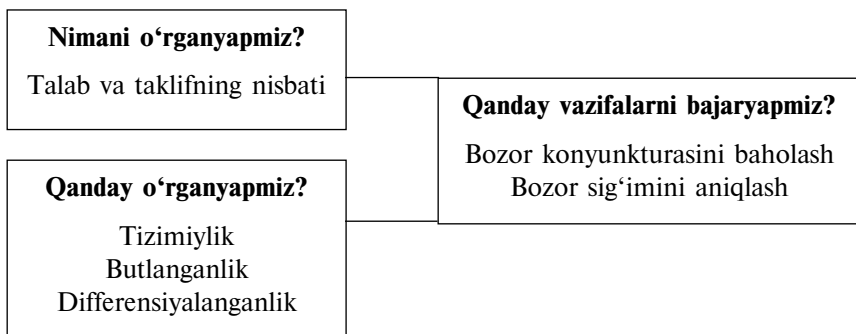 Nimani o‘rganyapmiz?
Talab va taklifning nisbati
Qanday vazifalarni bajaryapmiz?
Bozor konyunkturasini baholash
Bozor sig‘imini aniqlash
Qanday o‘rganyapmiz?
Tizimiylik
Butlanganlik
Differensiyalanganlik